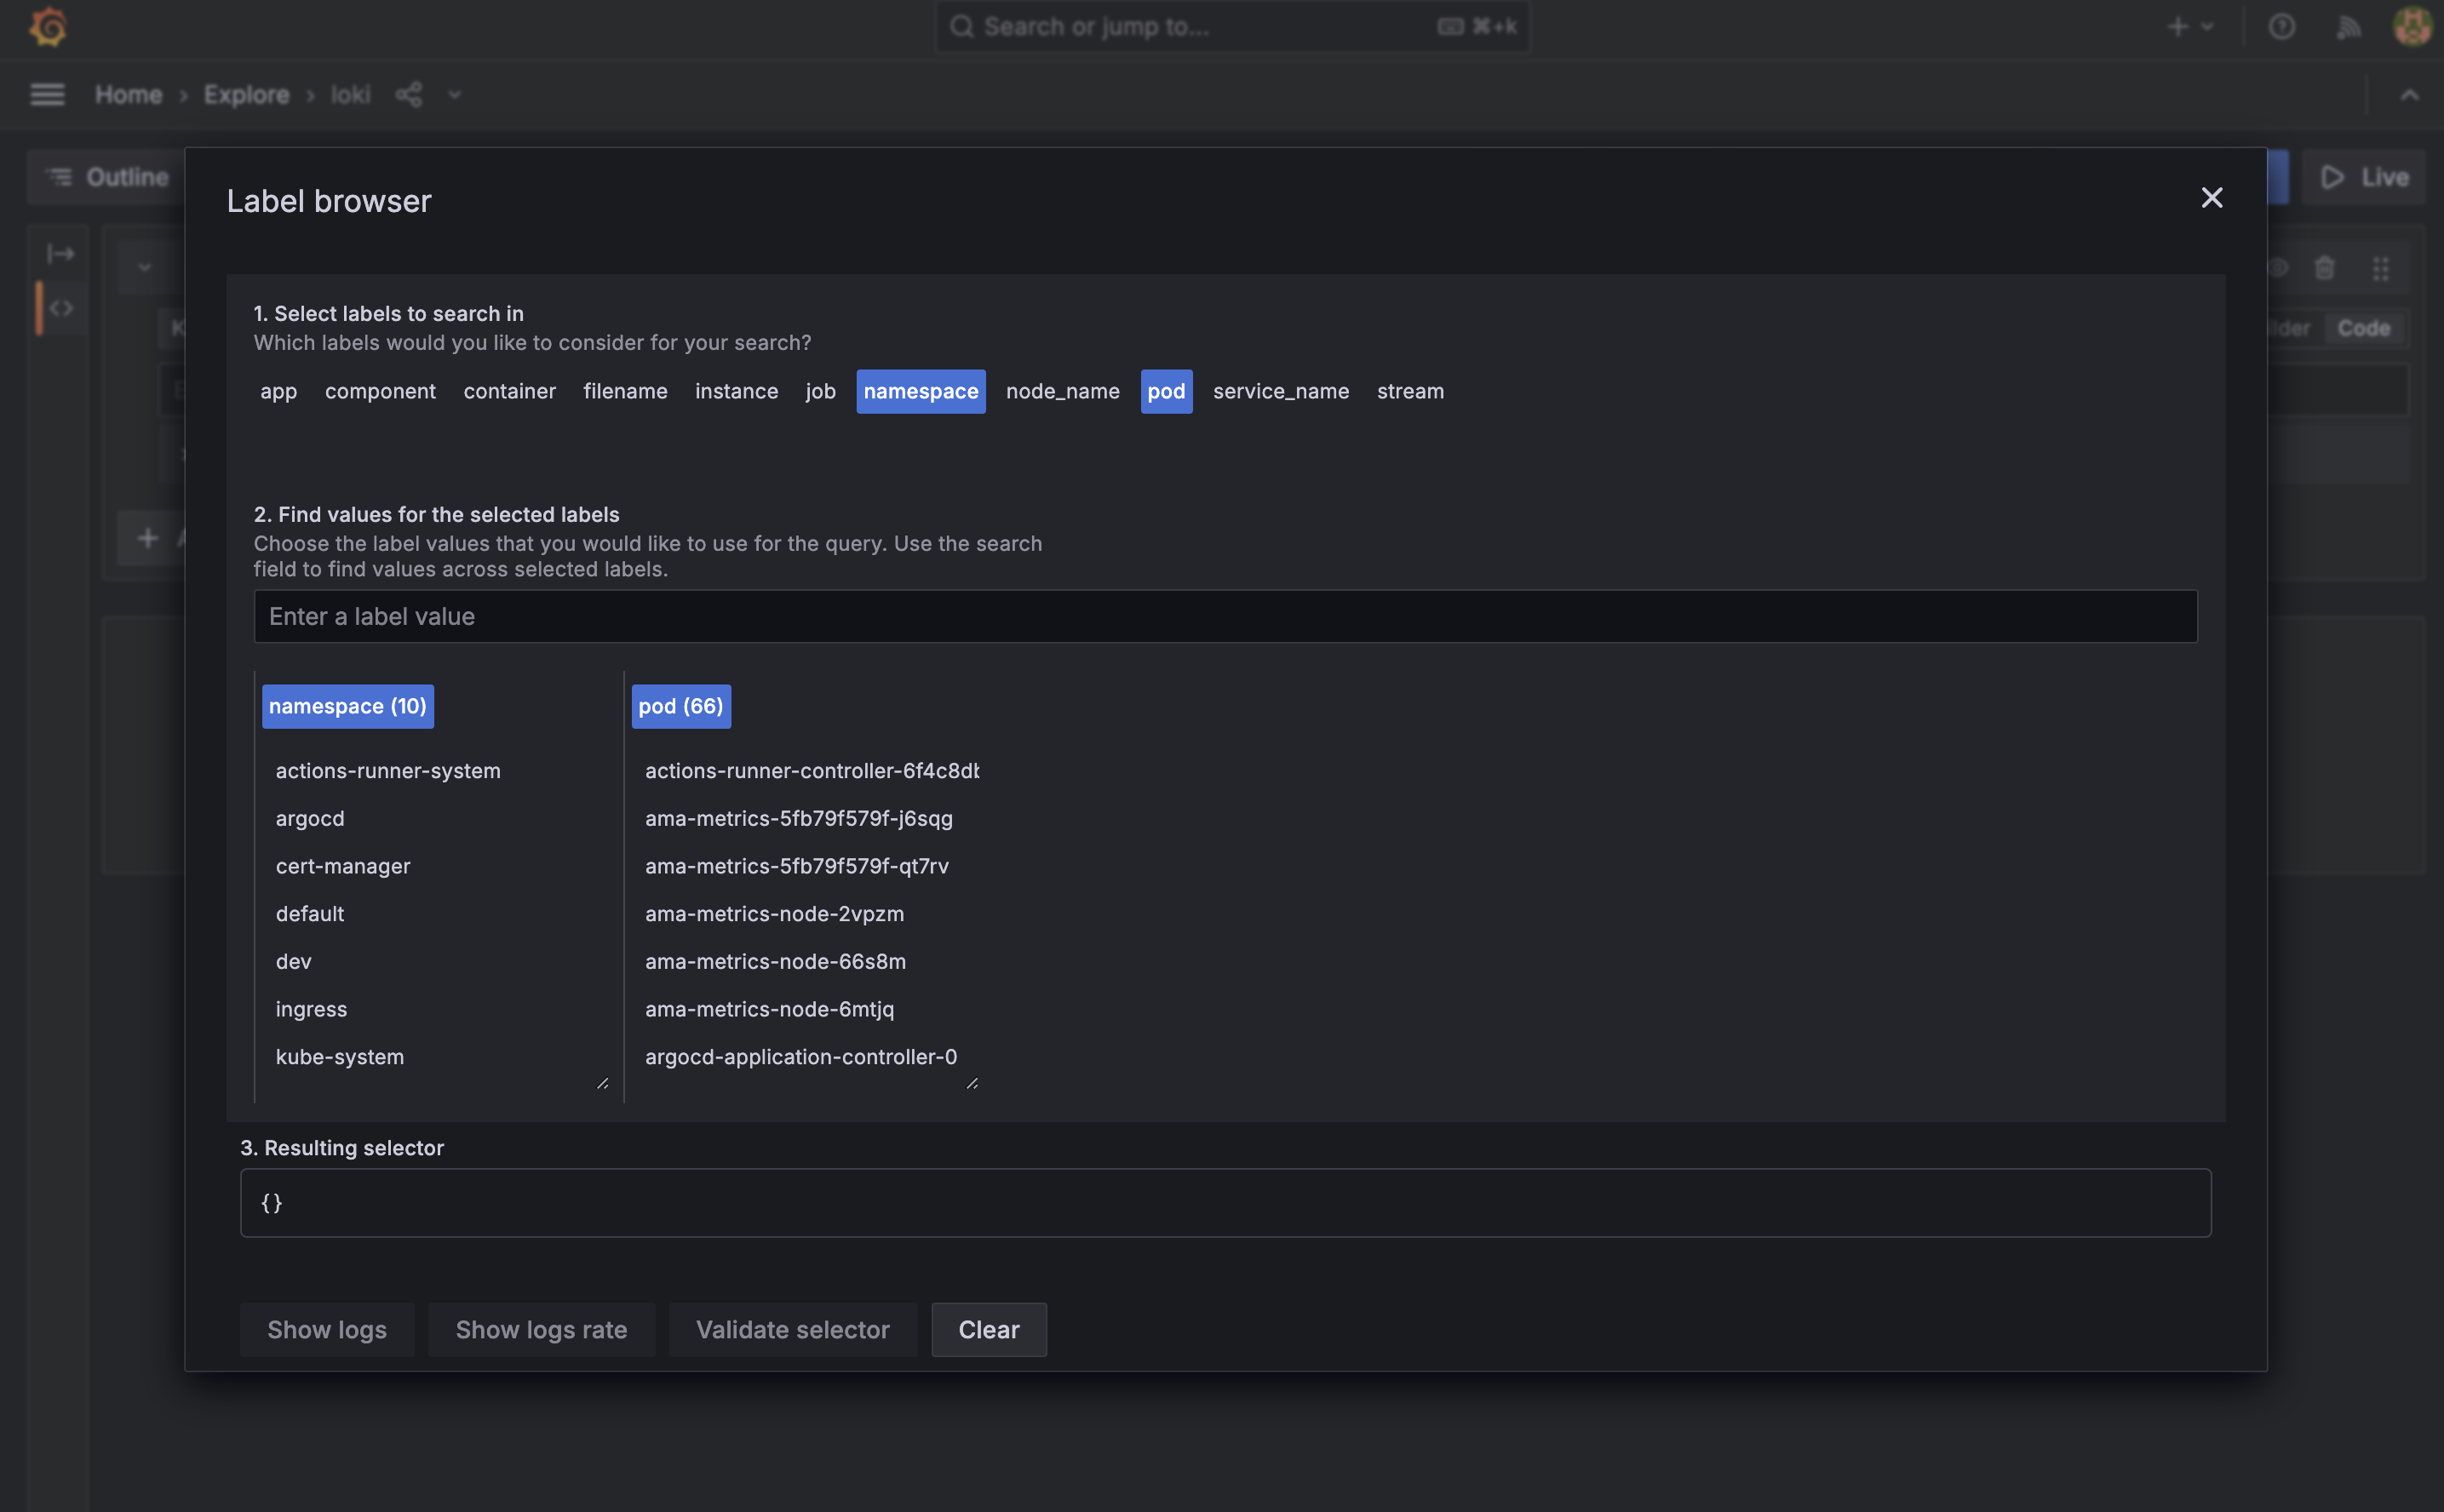 Search or jump to...
⌘+k
Home › Explore › loki
Outline
Live
Label browser
1. Select labels to search in
Which labels would you like to consider for your search?
app component container filename instance job namespace node_name pod service_name stream
Code
2. Find values for the selected labels
Choose the label values that you would like to use for the query. Use the search
field to find values across selected labels.
Enter a label value
namespace (10)
actions-runner-system
argocd
cert-manager
default
dev
ingress
kube-system
pod (66)
actions-runner-controller-6f4c8db
ama-metrics-5fb79f579f-j6sqg
ama-metrics-5fb79f579f-qt7rv
ama-metrics-node-2vpzm
ama-metrics-node-66s8m
ama-metrics-node-6mtjq
argocd-application-controller-0
3. Resulting selector
{}
Show logs
Show logs rate
Validate selector
Clear